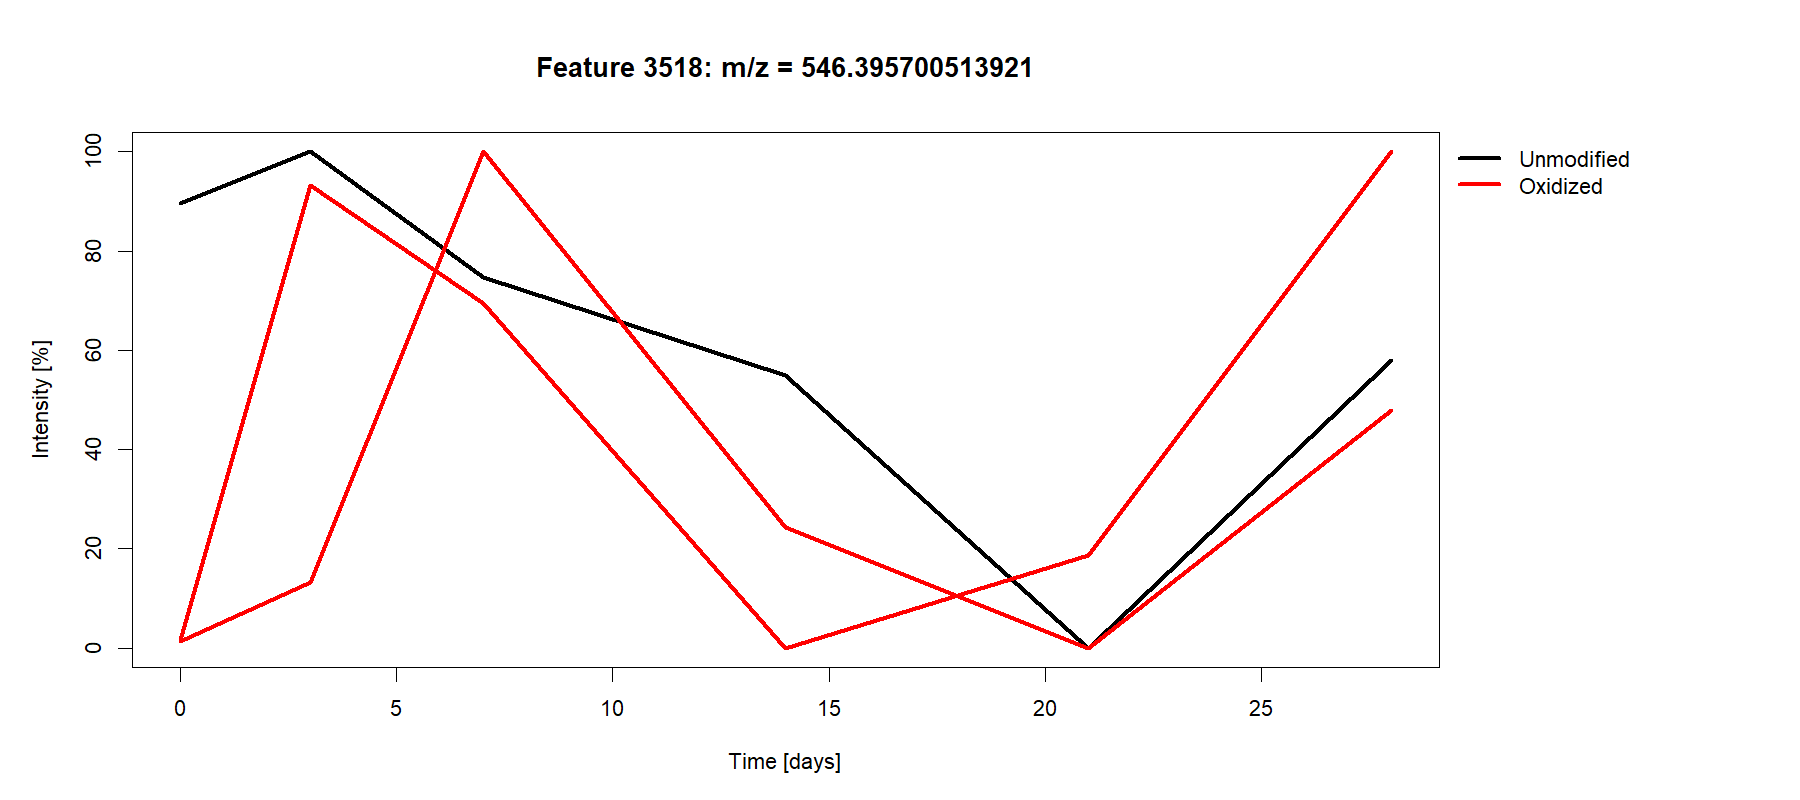 Feature 3518: m/z = 546.395700513921
Unmodified
Oxidized
Intensity [%]
100
80
60
40
20
0
0 5 10 15 20 25
Time [days]